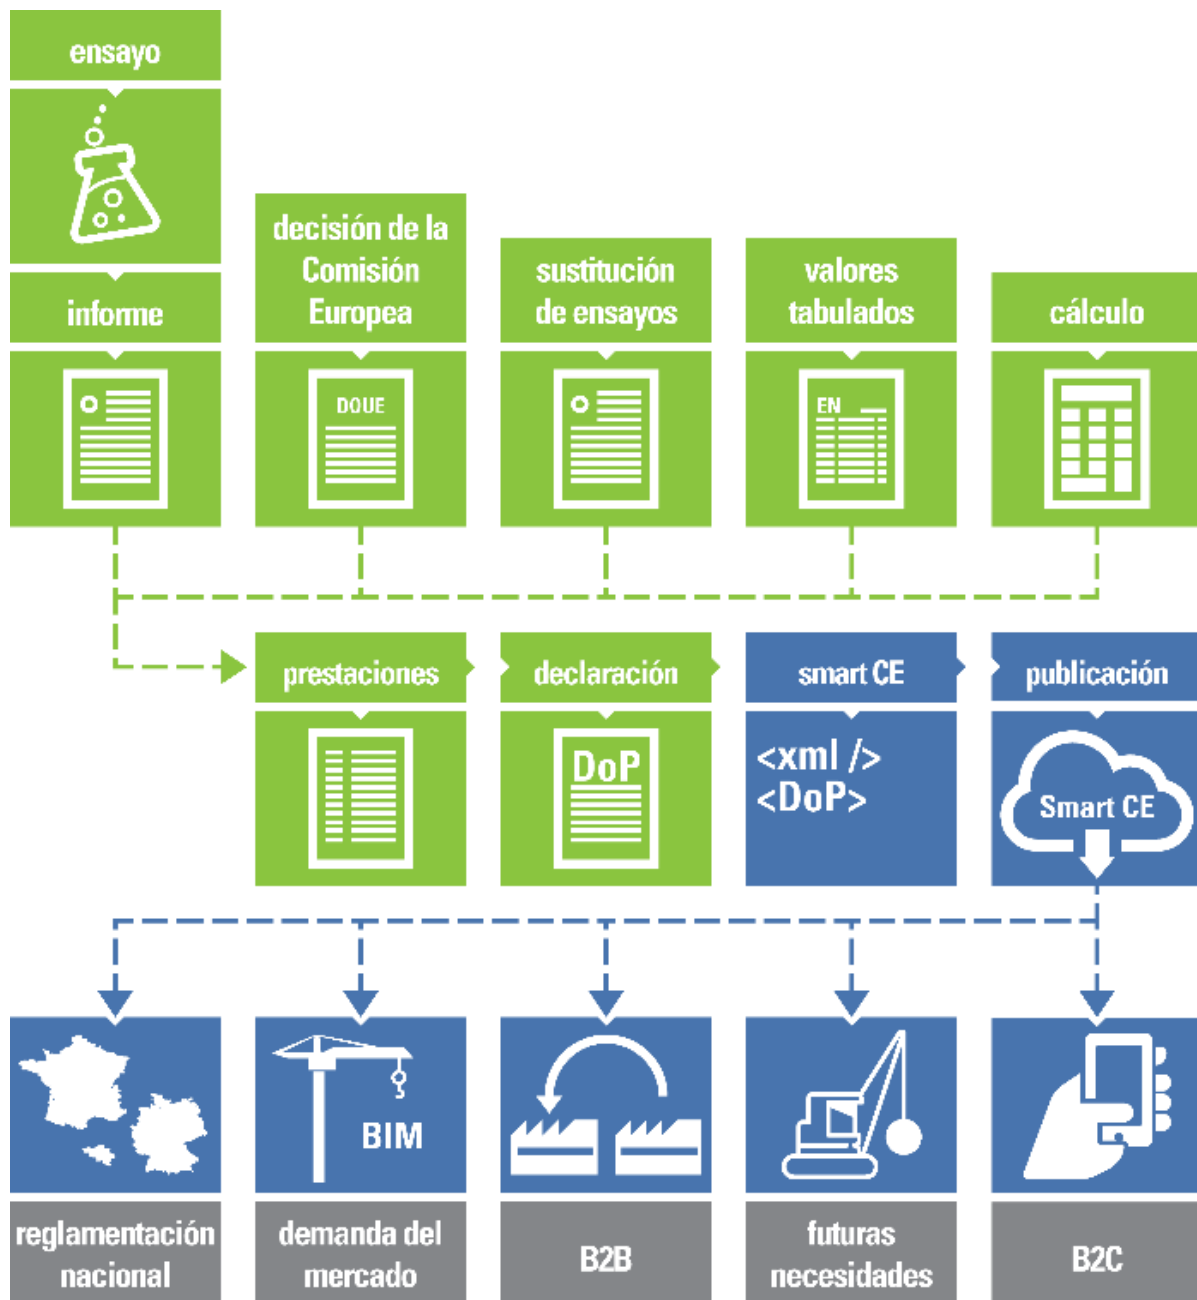 ensayo
informe
decisión de la
Comisión
Europea
sustitución
de ensayos
valores
tabulados
cálculo
DOUE
EN
prestaciones
declaración
smart CE
publicación
DoP
<xml />
<DoP>
Smart CE
BIM
reglamentación
nacional
demanda del
mercado
B2B
futuras
necesidades
B2C